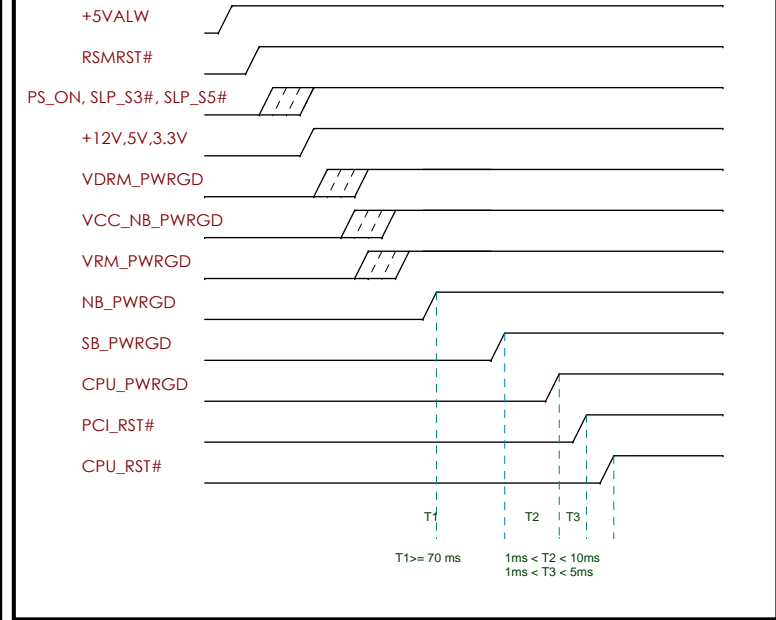 +5VALW
RSMRST#
PS_ON, SLP_S3#, SLP_S5#
+12V,5V,3.3V
VDRM_PWRGD
VCC_NB_PWRGD
VRM_PWRGD
NB_PWRGD
SB_PWRGD
CPU_PWRGD
PCI_RST#
CPU_RST#
T1 T2 T3
T1>= 70 ms 1ms < T2 < 10ms
1ms < T3 < 5ms